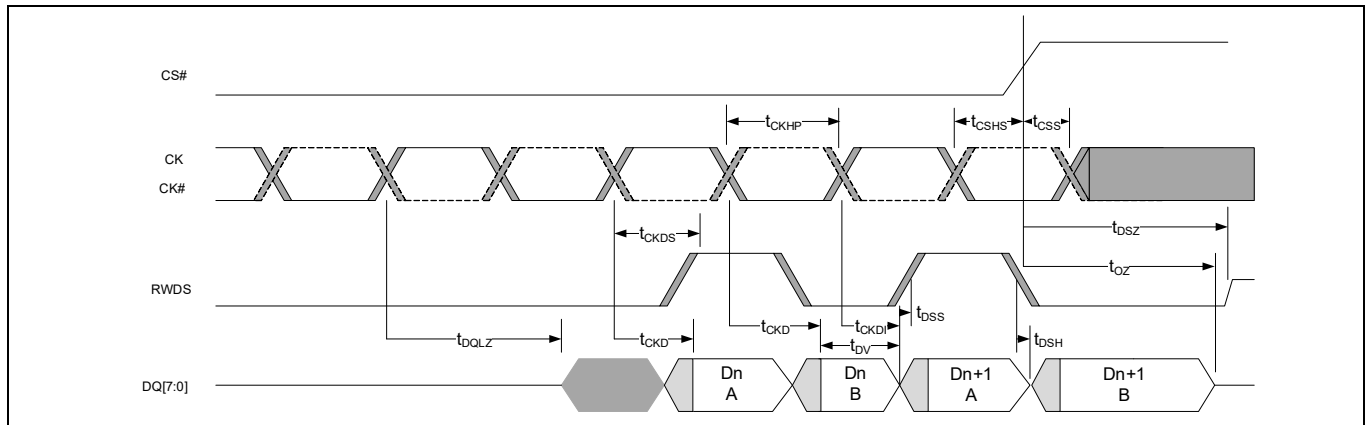 CS#
tCKHP
tCSHS
tCSS
CK
CK#
tCKDS
tDSZ
tOZ
RWDS
tDSS
tDQLZ
tCKD
tCKD
tCKDI
tDV
tDSH
DQ[7:0]
Dn
A
Dn
B
Dn+1
A
Dn+1
B